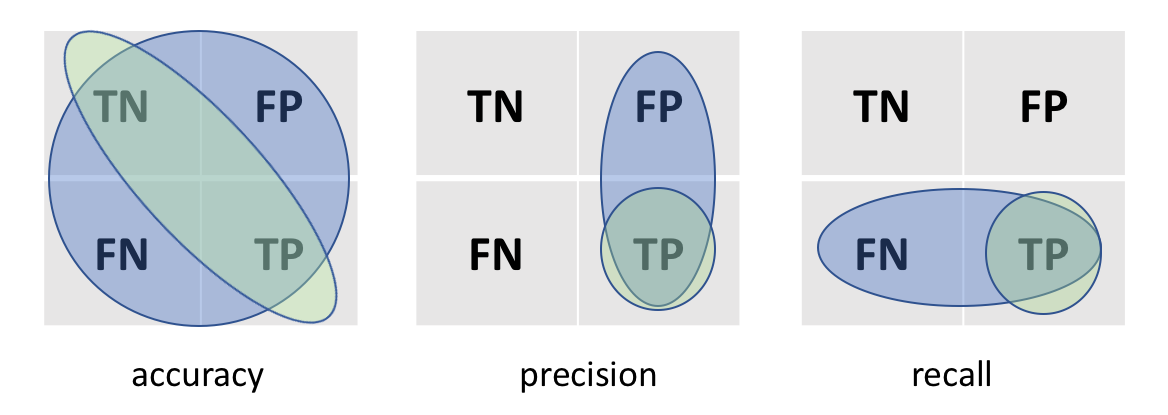 TN FP TN FP TN FP
FN TP FN TP FN TP
accuracy precision recall